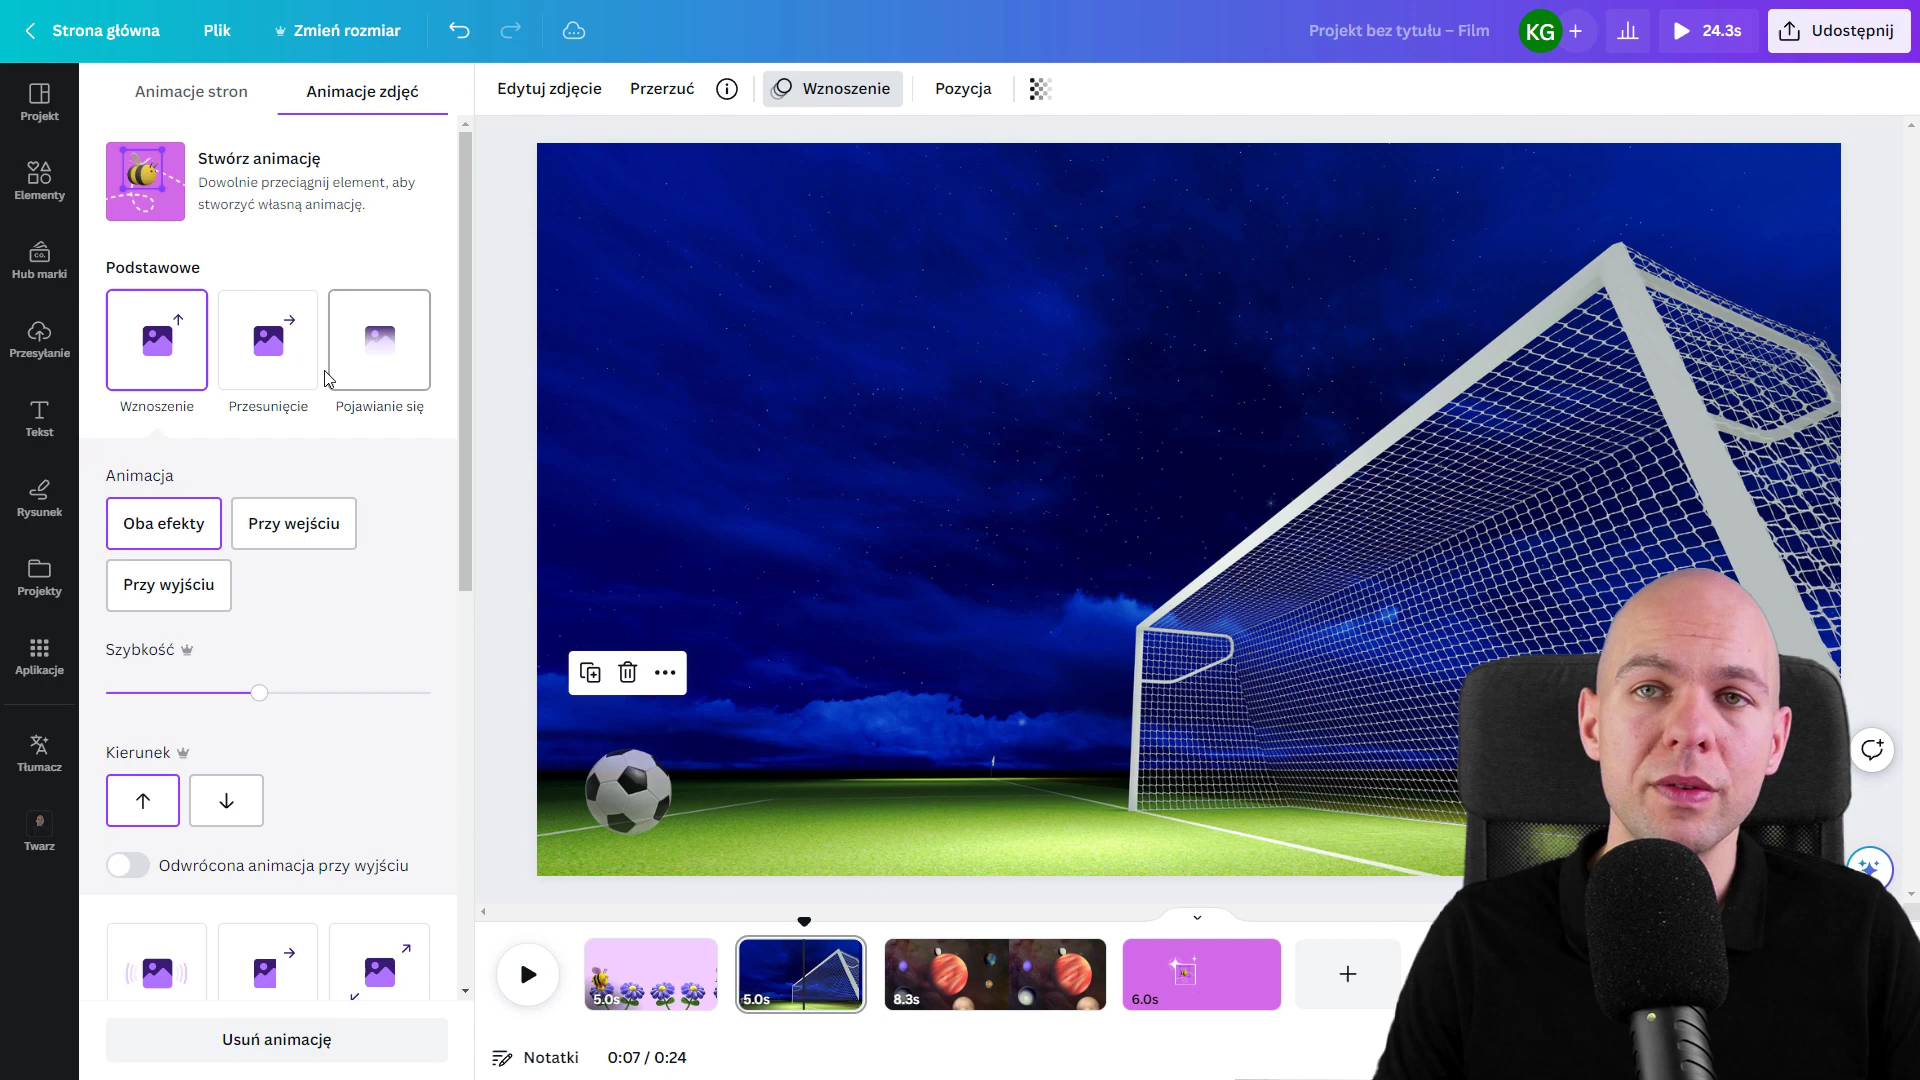 Strona główna
Plik
Zmień rozmiar
Projekt bez tytułu – Film
KG
24.3s
Udostępnij
Projekt
Elementy
Hub marki
Przesyłanie
Tekst
Rysunek
Projekty
Aplikacje
Tłumacz
Twarz
Animacje stron
Animacje zdjęć
Stwórz animację
Dowolnie przeciągnij element, aby
stworzyć własną animację.
Podstawowe
Wznoszenie
Przesunięcie
Pojawianie się
Animacja
Oba efekty
Przy wejściu
Przy wyjściu
Szybkość
Kierunek
Odwrócona animacja przy wyjściu
Usuń animację
Edytuj zdjęcie
Przerzuć
Wznoszenie
Pozycja
5.0s
5.0s
8.3s
6.0s
Notatki
0:07 / 0:24